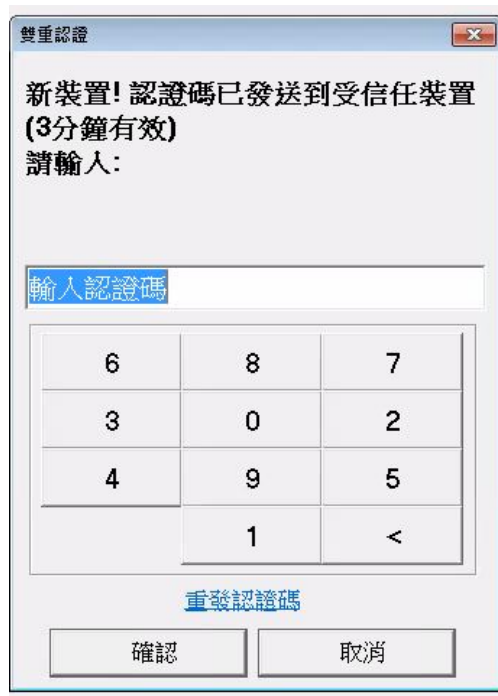 雙重認證
新裝置! 認證碼已發送到受信任裝置
(3分鐘有效)
請輸入:
輸入認證碼
6 8 7
3 0 2
4 9 5
1 <
重發認證碼
確認 取消